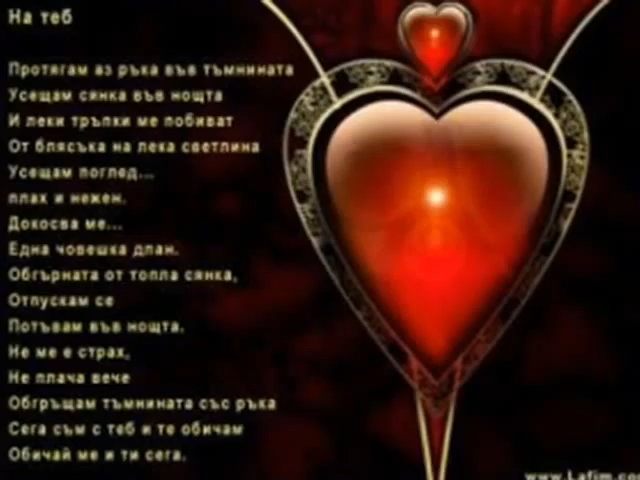 На теб
Протягам аз ръка във тъмнината
Усещам сянка във нощта
И леки тръпки ме побиват
От блясъка на лека светлина
Усещам поглед...
плах и нежен.
Докосва ме...
Една човешка длан.
Обгърната от топла сянка,
Отпускам се
Потъвам във нощта.
Не ме е страх,
Не плача вече
Обгръщам тъмнината със ръка
Сега съм с теб и те обичам
Обичай ме и ти сега.
www.Lafim.co